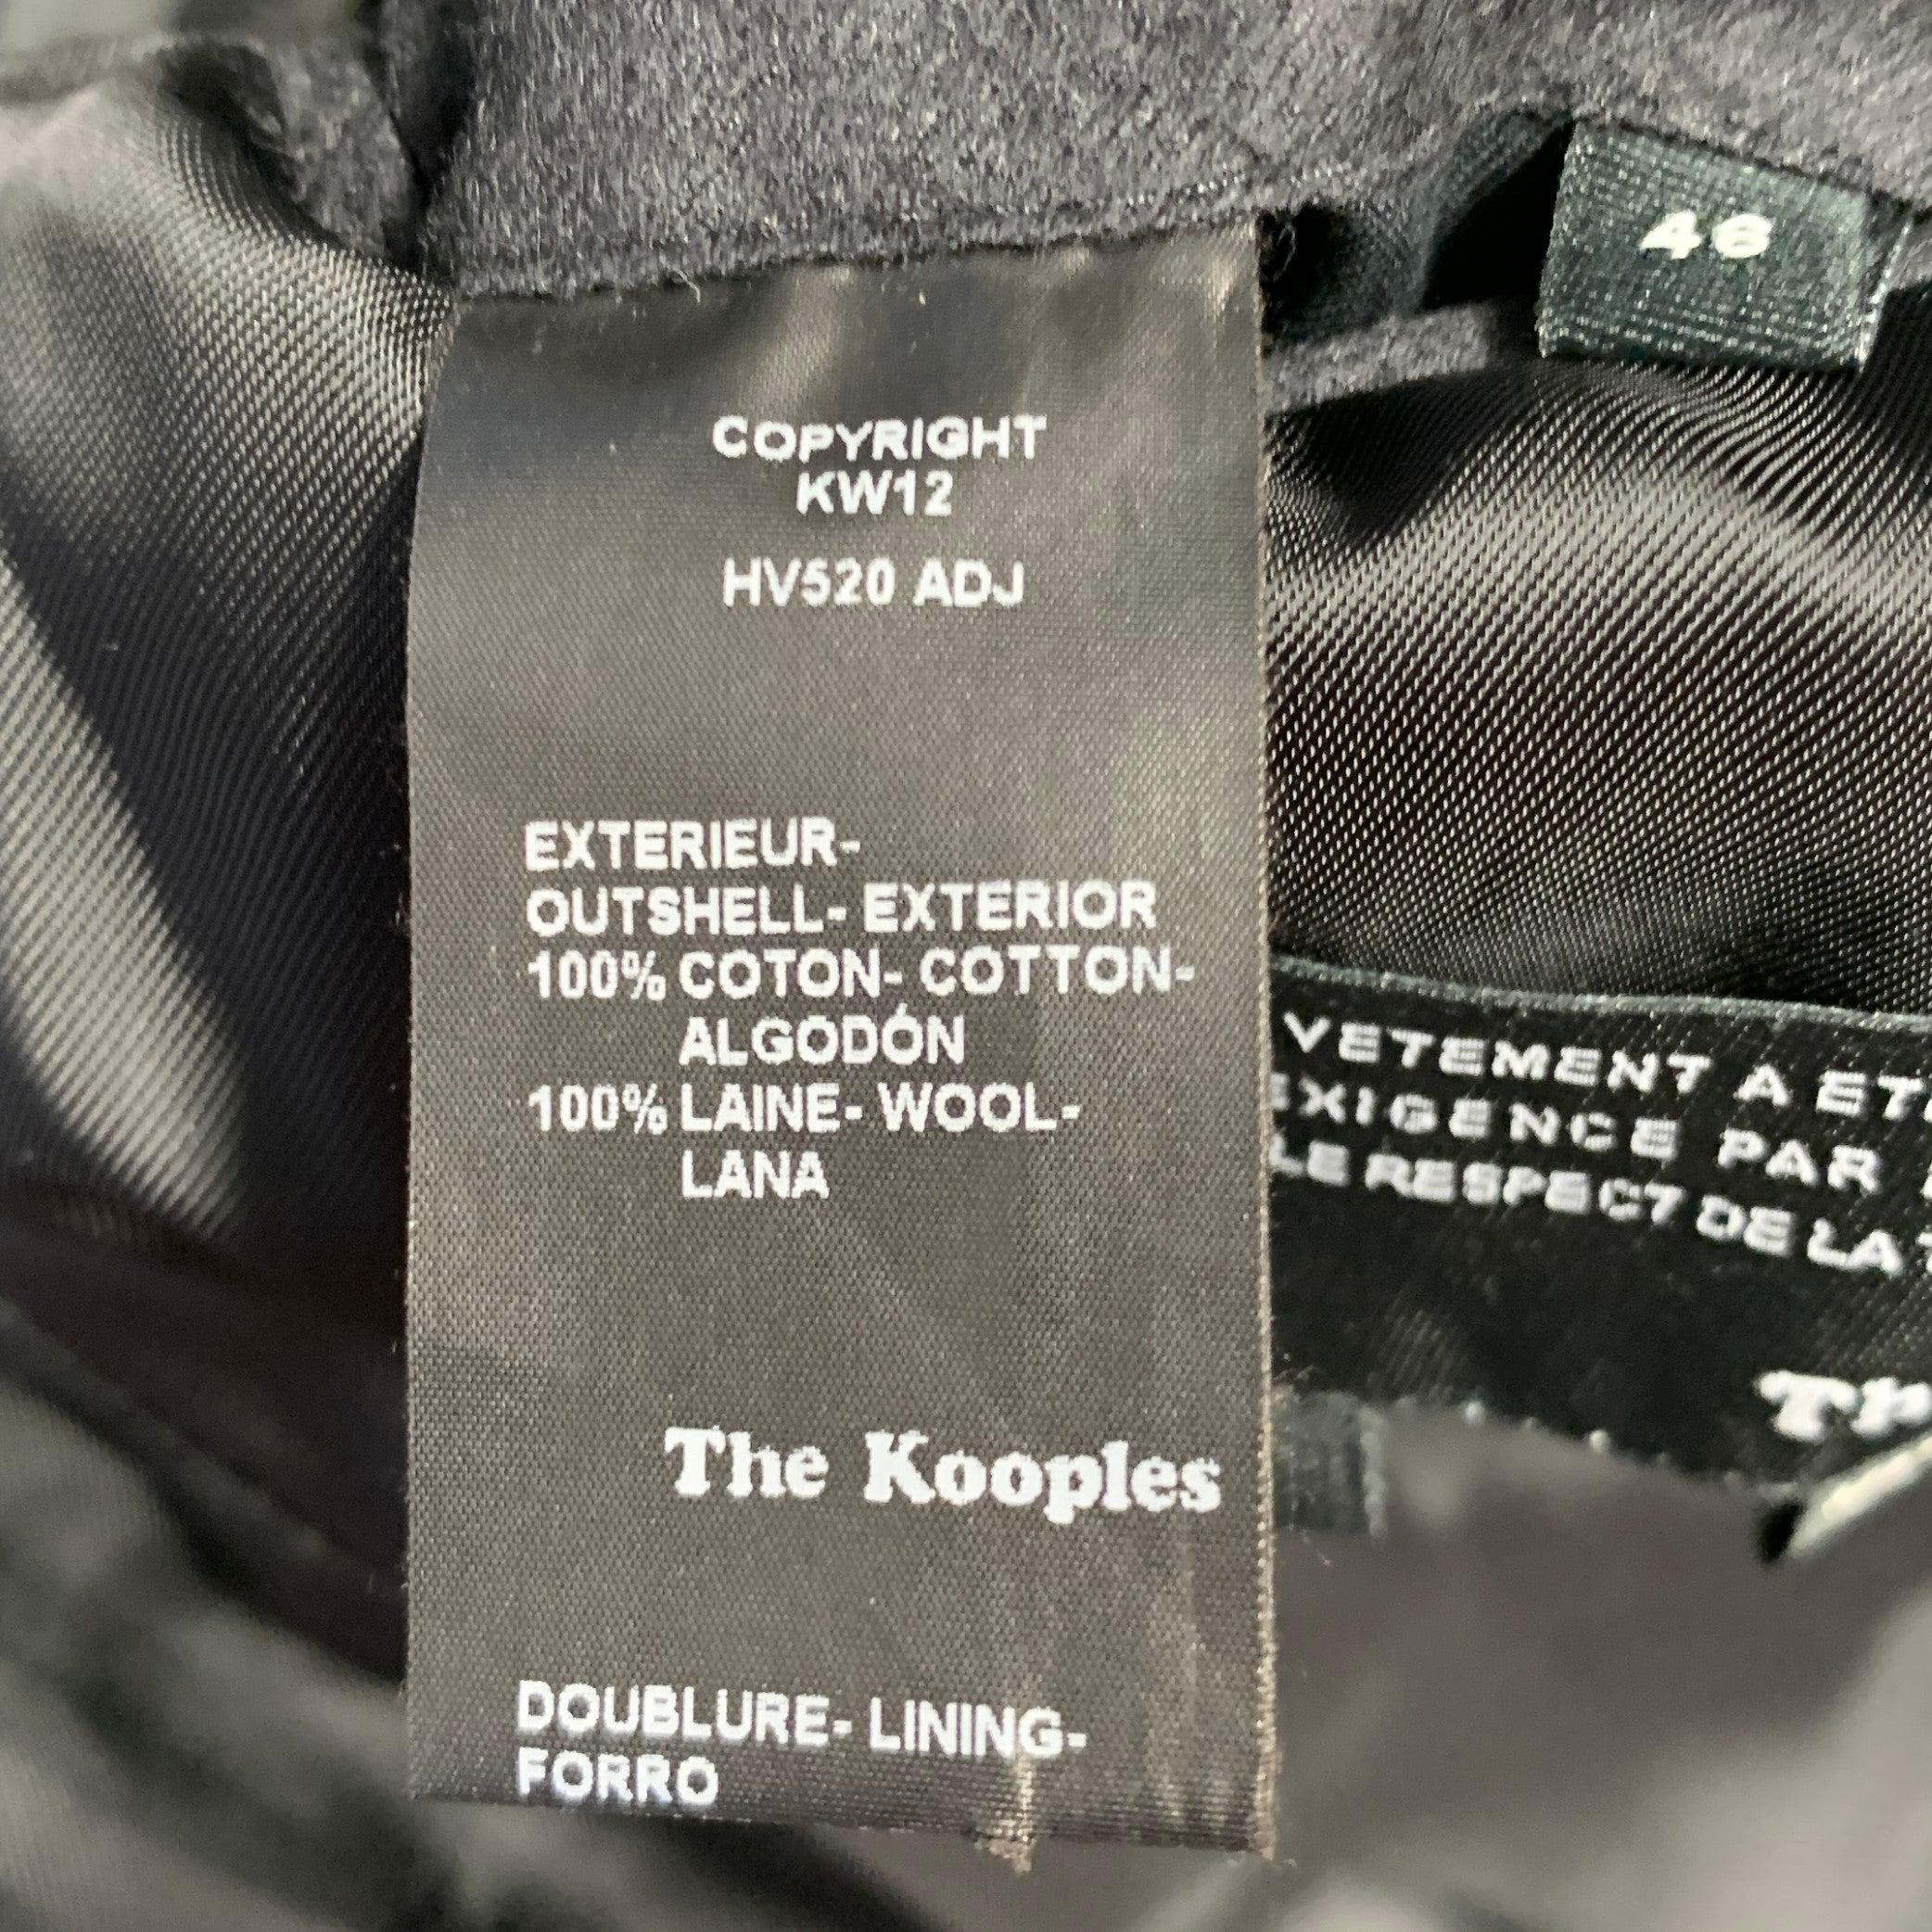 46
COPYRIGHT
KW12
HV520 ADJ
EXTERIEUR-
OUTSHELL- EXTERIOR
100% COTON- COTTON-
ALGODÓN
100% LAINE- WOOL-
LANA
The Kooples
DOUBLURE- LINING-
FORRO
VETEMENT A
EXIGENCE PAR
LE RESPECT DE LA